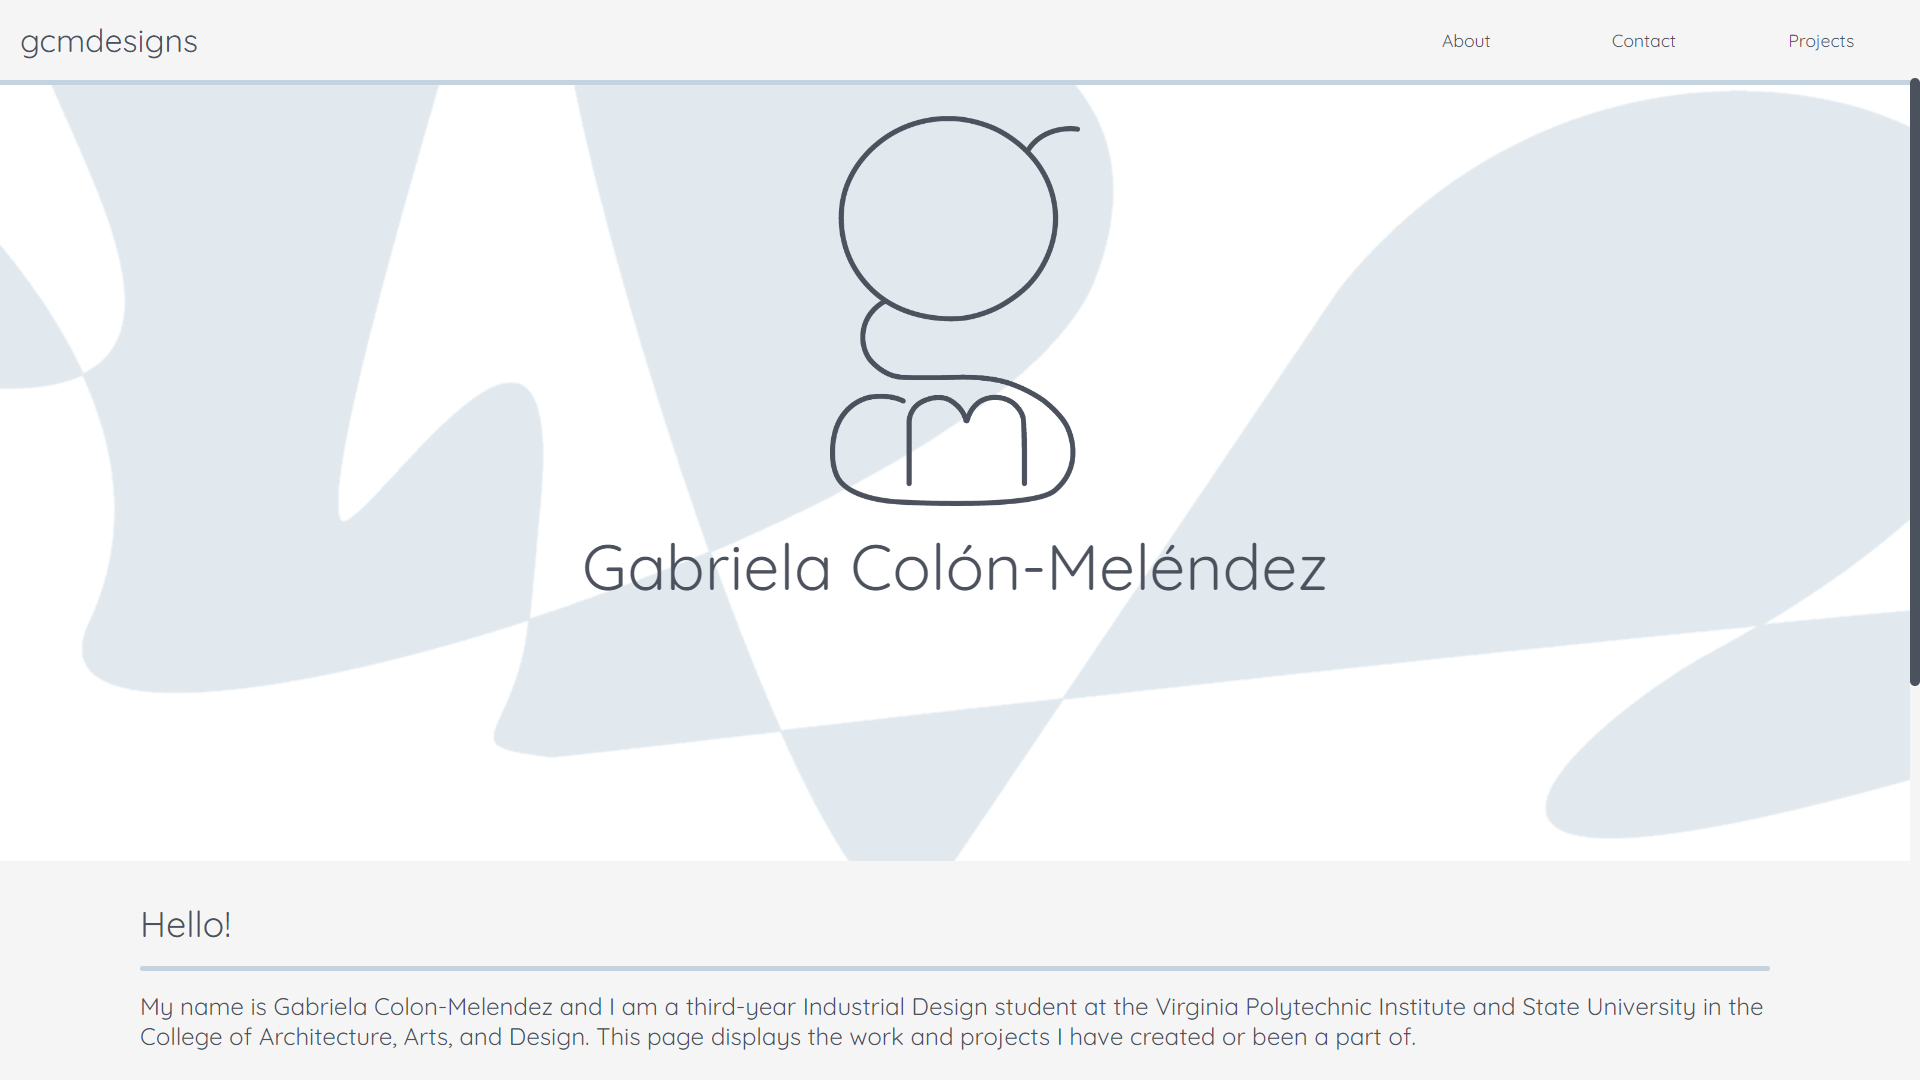 gcmdesigns
About
Contact
Projects
Gabriela Colón-Meléndez
Hello!
My name is Gabriela Colon-Melendez and I am a third-year Industrial Design student at the Virginia Polytechnic Institute and State University in the
College of Architecture, Arts, and Design. This page displays the work and projects I have created or been a part of.